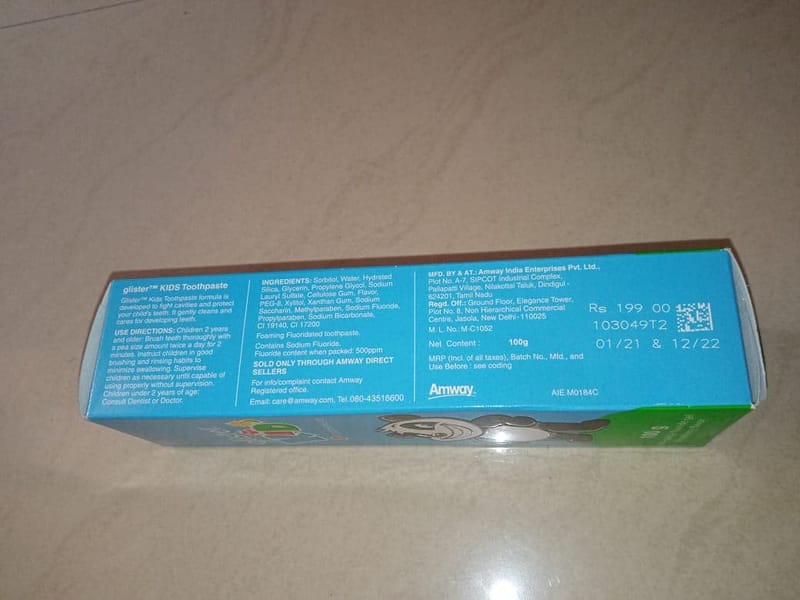 glister™ KIDS Toothpaste
Glister™ Kids Toothpaste formula is
developed to fight cavities and protect
your child's teeth. It gently cleans and
cares for developing teeth.
USE DIRECTIONS: Children 2 years
and older: Brush teeth thoroughly with
a pea size amount twice a day for 2
minutes. Instruct children in good
brushing and rinsing habits to
minimize swallowing. Supervise
children as necessary until capable of
using properly without supervision.
Children under 2 years of age:
Consult Dentist or Doctor.
INGREDIENTS: Sorbitol, Water, Hydrated
Silica, Glycerin, Propylene Glycol, Sodium
Lauryl Sulfate, Cellulose Gum, Flavor,
PEG-8, Xylitol, Xanthan Gum, Sodium
Saccharin, Methylparaben, Sodium Fluoride,
Propylparaben, Sodium Bicarbonate,
CI 19140, CI 17200
Foaming Fluoridated toothpaste.
Contains Sodium Fluoride.
Fluoride content when packed: 500ppm
SOLD ONLY THROUGH AMWAY DIRECT
SELLERS
For info/complaint contact Amway
Registered office.
Email: care@amway.com, Tel.080-43516600
MFD. BY & AT.: Amway India Enterprises Pvt. Ltd.,
Plot No. A-7, SIPCOT Industrial Complex,
Pallapatti Village, Nilakottai Taluk, Dindigul -
624201, Tamil Nadu
Regd. Off.: Ground Floor, Elegance Tower,
Plot No. 8, Non Hierarchical Commercial
Centre, Jasola, New Delhi-110025
M. L. No.: M-C1052
Net Content : 100g
MRP (Incl. of all taxes), Batch No., Mfd., and
Use Before : see coding
Amway
AIE M0184C
Rs 199 00
103049T2
01/21 & 12/22
100 g